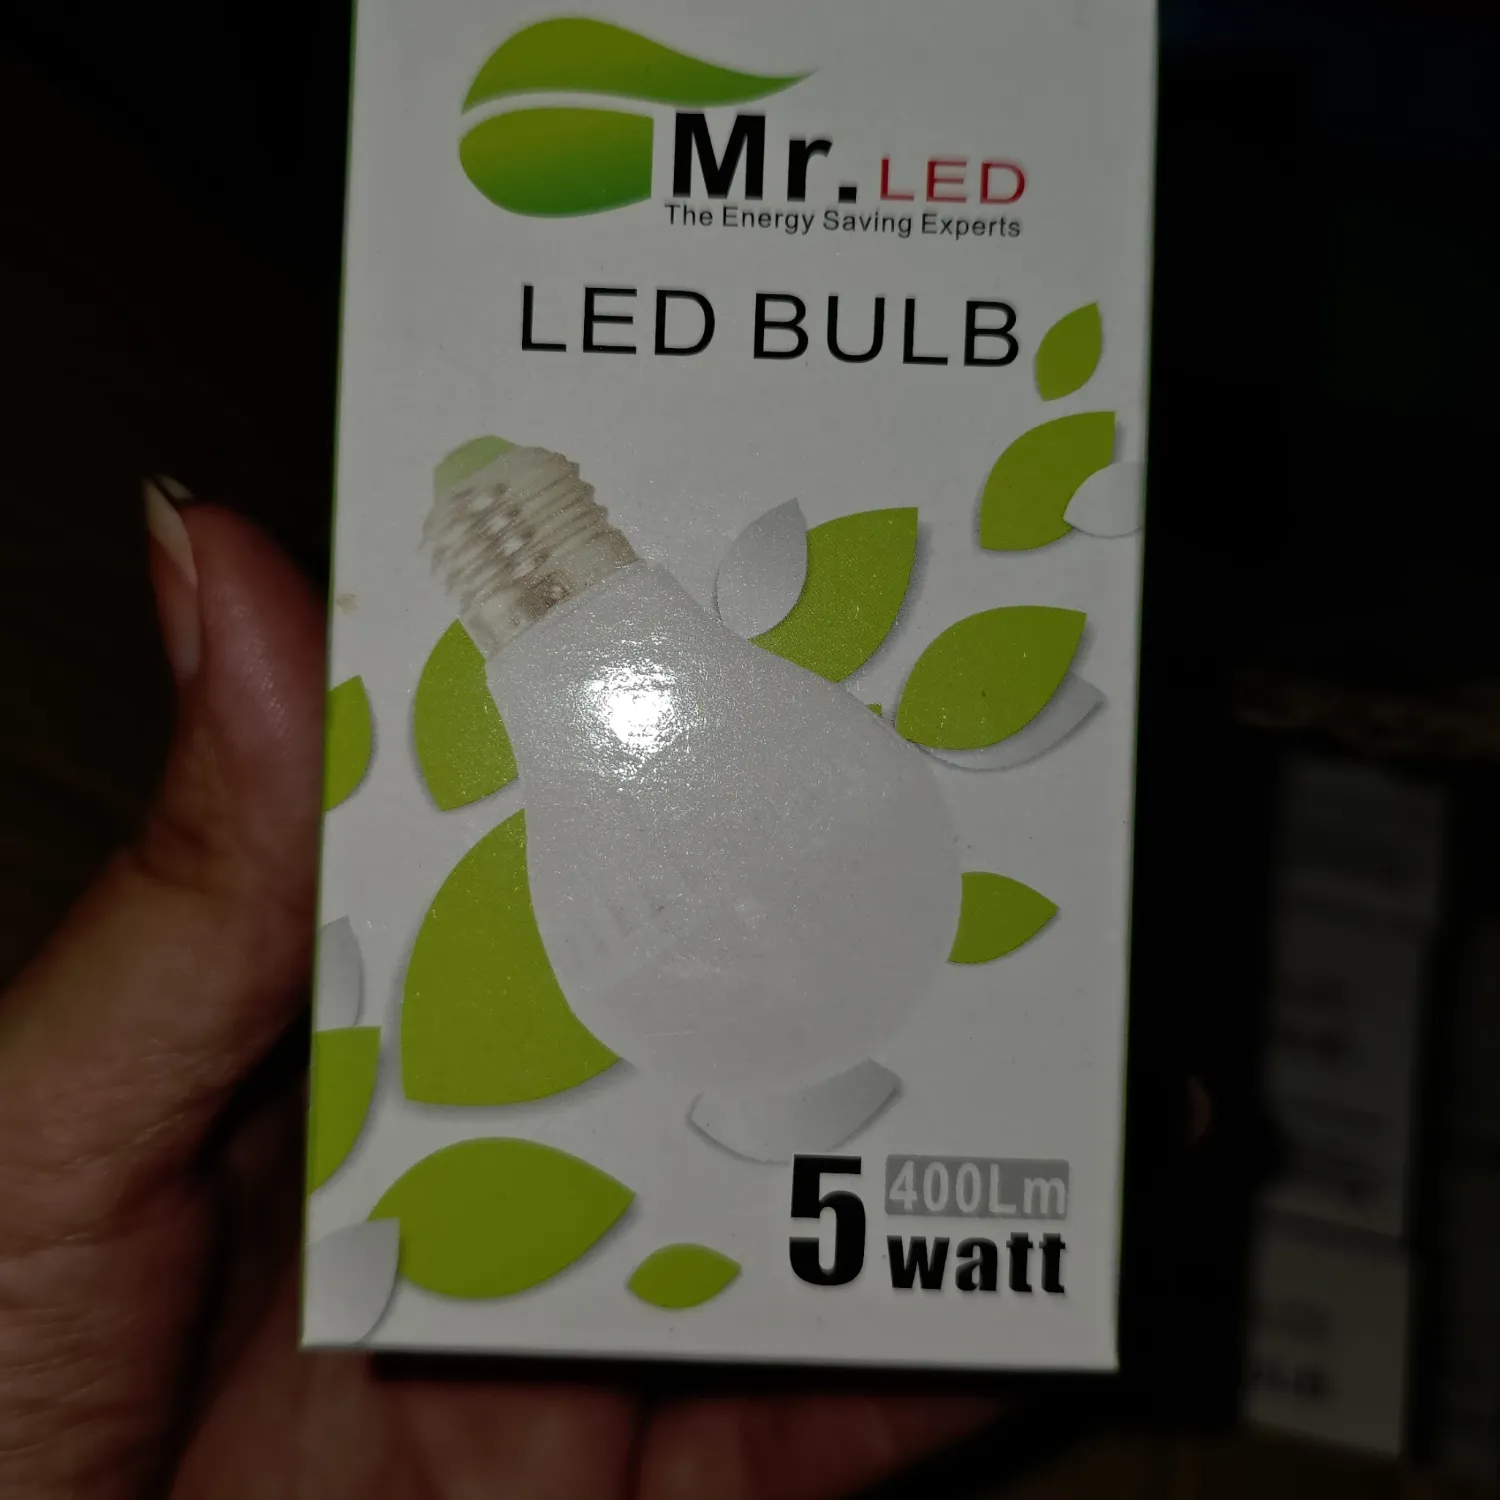 Mr. LED
The Energy Saving Experts
LED BULB
5 400Lm
watt